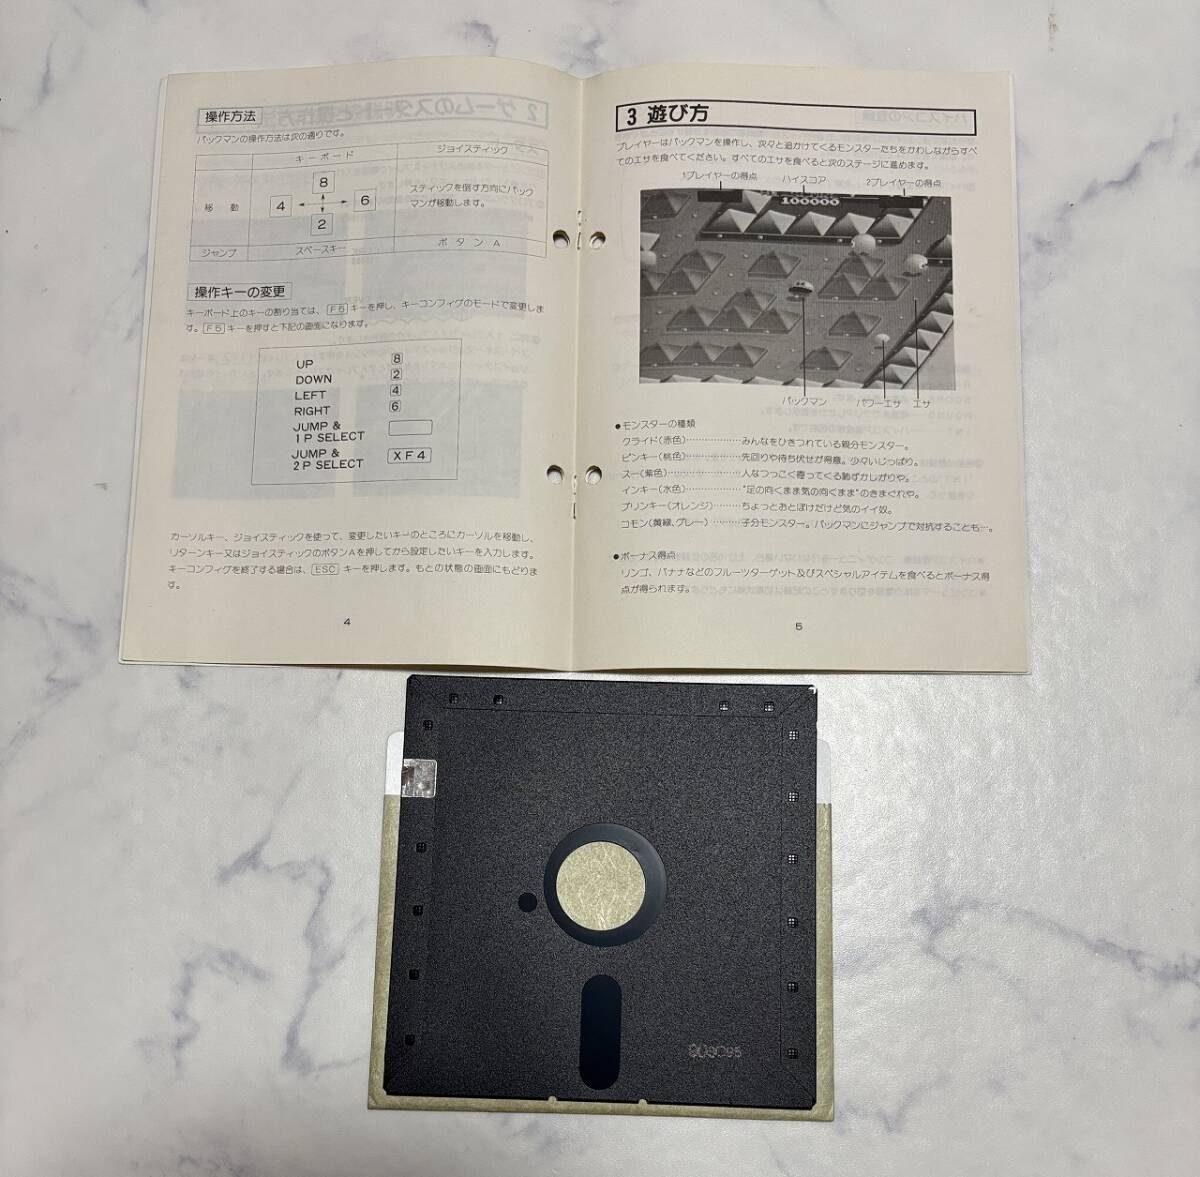 操作方法
パックマンの操作方法は次の通りです。
キーボード
ジョイスティック
移 動
8
4
6
2
スティックを倒す方向にパック
マンが移動します。
ジャンプ
スペースキー
ボタンA
操作キーの変更
キーボード上のキーの割り当ては、F5キーを押し、キーコンフィグのモードで変更しま
す。F5キーを押すと下記の画面になります。
UP 8
DOWN 2
LEFT 4
RIGHT 6
JUMP &
1P SELECT
JUMP &
2P SELECT XF4
カーソルキー、ジョイスティックを使って、変更したいキーのところにカーソルを移動し、
リターンキー又はジョイスティックのボタンAを押してから設定したいキーを入力します。
キーコンフィグを終了する場合は、ESCキーを押します。もとの状態の画面にもどりま
す。
4
3 遊び方
プレイヤーはパックマンを操作し、次々と追かけてくるモンスターたちをかわしながらすべ
てのエサを食べてください。すべてのエサを食べると次のステージに進めます。
1プレイヤーの得点 ハイスコア 2プレイヤーの得点
100000
パックマン パワーエサ エサ
●モンスターの種類
クライド(赤色)……………みんなをひきつれている親分モンスター。
ピンキー(桃色)……………先回りや待ち伏せが得意。少々いじっぱり。
スー(紫色)…………………人なつっこく寄ってくる恥ずかしがりや。
インキー(水色)……………"足の向くまま気の向くまま"のきまぐれや。
ブリンキー(オレンジ)………ちょっとおとぼけだけど気のイイ奴。
コモン(黄緑、グレー)………子分モンスター。パックマンにジャンプで対抗することも…。
●ボーナス得点
リンゴ、バナナなどのフルーツターゲット及びスペシャルアイテムを食べるとボーナス得
点が得られます。
5